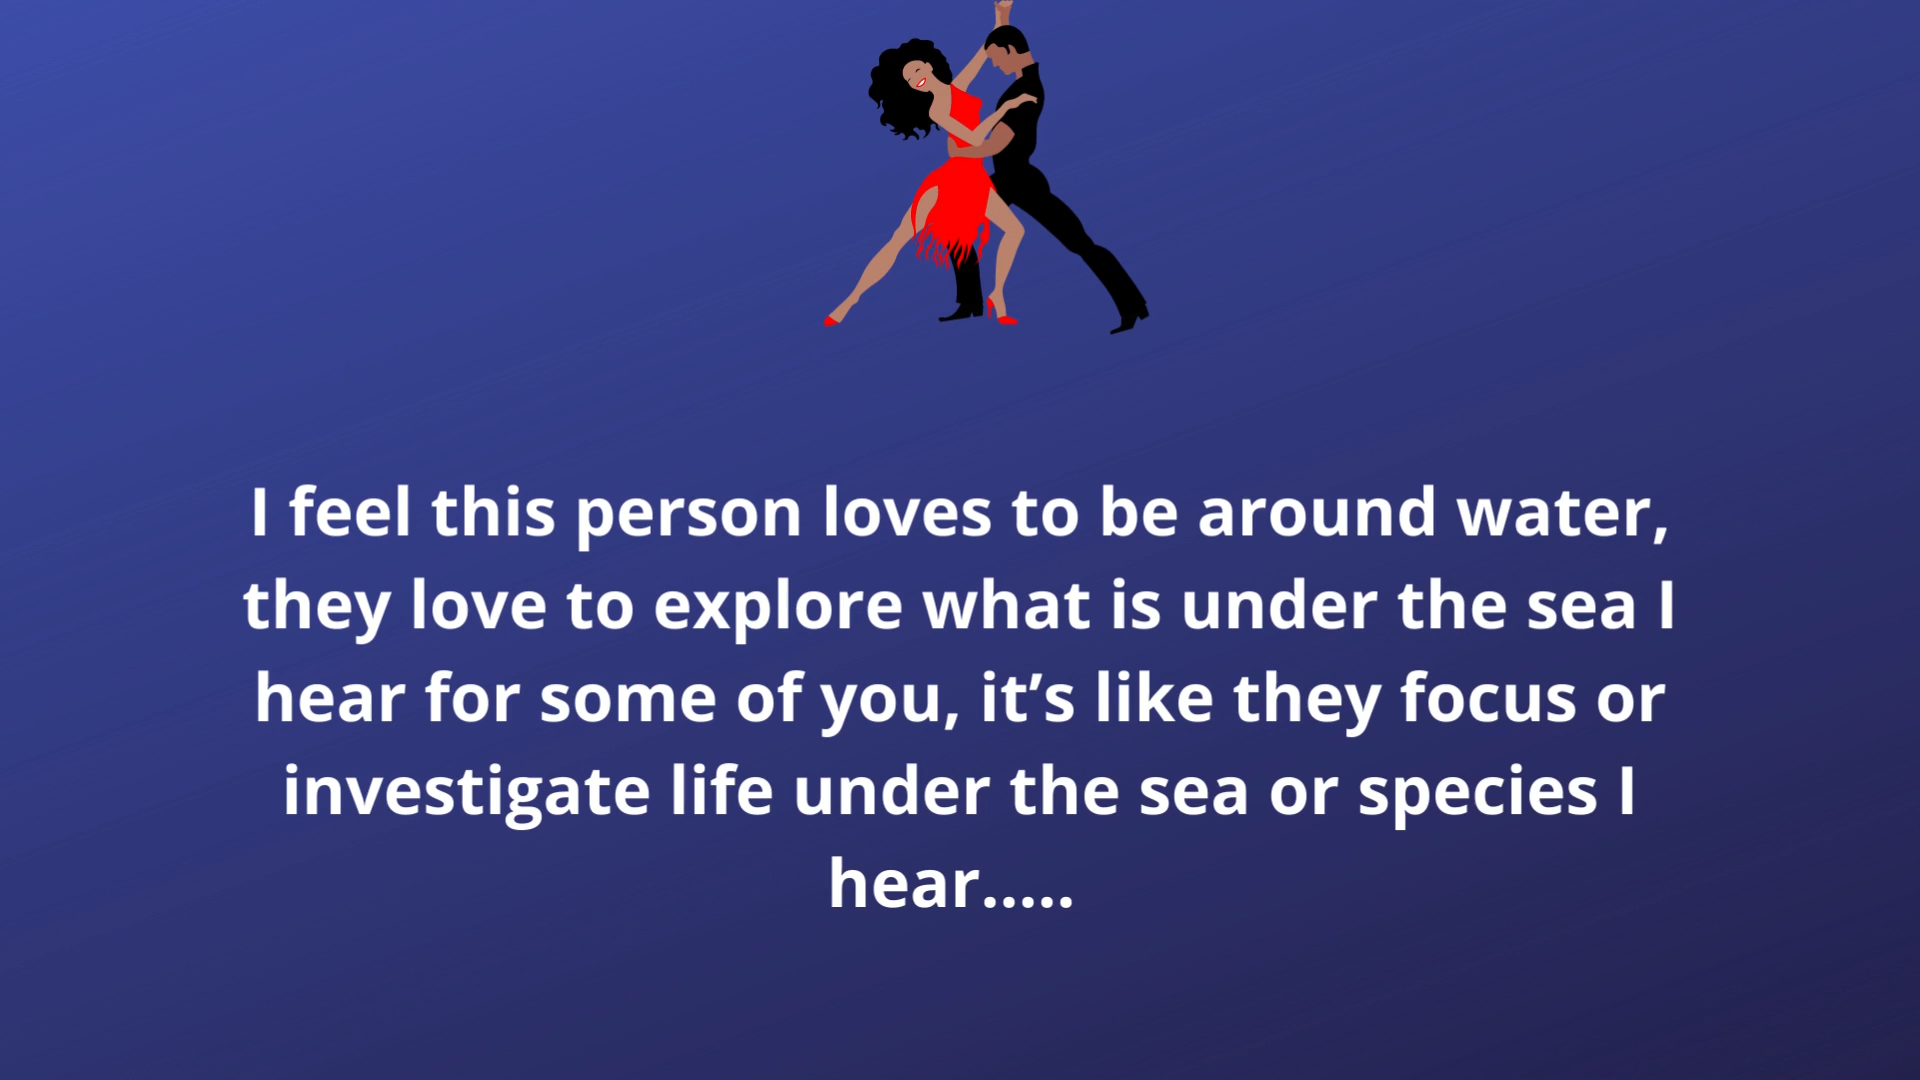 I feel this person loves to be around water,
they love to explore what is under the sea I
hear for some of you, it’s like they focus or
investigate life under the sea or species I
hear.....